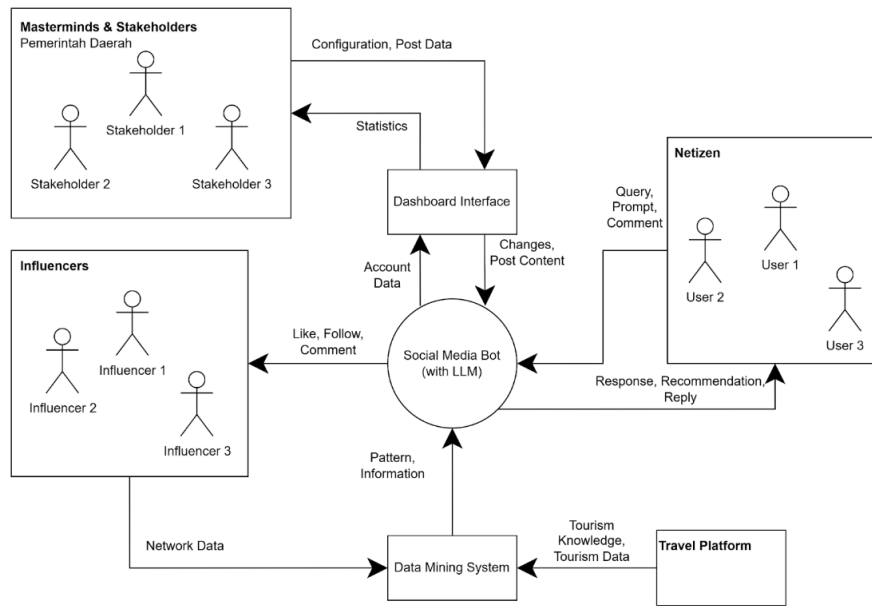 Masterminds & Stakeholders
Pemerintah Daerah
Stakeholder 1
Stakeholder 2
Stakeholder 3
Configuration, Post Data
Statistics
Dashboard Interface
Netizen
User 1
User 2
User 3
Query,
Prompt,
Comment
Changes,
Post Content
Account
Data
Influencers
Influencer 1
Influencer 2
Influencer 3
Like, Follow,
Comment
Social Media Bot
(with LLM)
Response, Recommendation,
Reply
Pattern,
Information
Network Data
Data Mining System
Tourism
Knowledge,
Tourism Data
Travel Platform